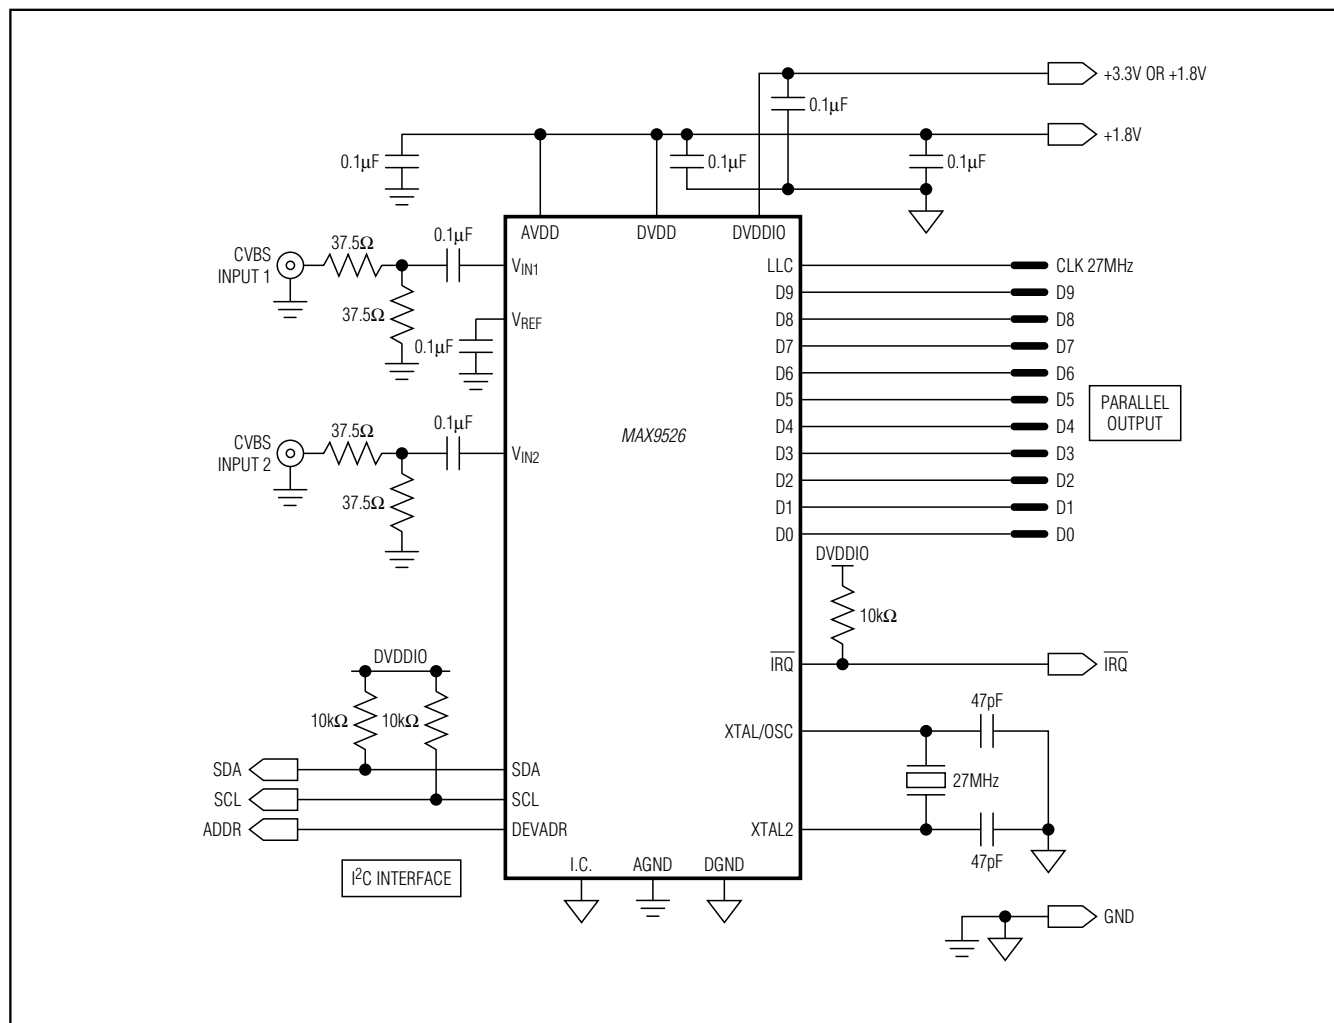 +3.3V OR +1.8V
0.1µF
+1.8V
0.1µF
0.1µF
0.1µF
AVDD
DVDD
DVDDIO
CVBS
INPUT 1
37.5Ω
0.1µF
VIN1
37.5Ω
VREF
0.1µF
CVBS
INPUT 2
37.5Ω
0.1µF
VIN2
37.5Ω
MAX9526
LLC
CLK 27MHz
D9
D9
D8
D8
D7
D7
D6
D6
D5
D5
D4
D4
D3
D3
D2
D2
D1
D1
D0
D0
PARALLEL
OUTPUT
DVDDIO
10kΩ
IRQ
IRQ
DVDDIO
10kΩ
10kΩ
SDA
SDA
SCL
SCL
ADDR
DEVADR
I²C INTERFACE
XTAL/OSC
47pF
27MHz
XTAL2
47pF
I.C.
AGND
DGND
GND